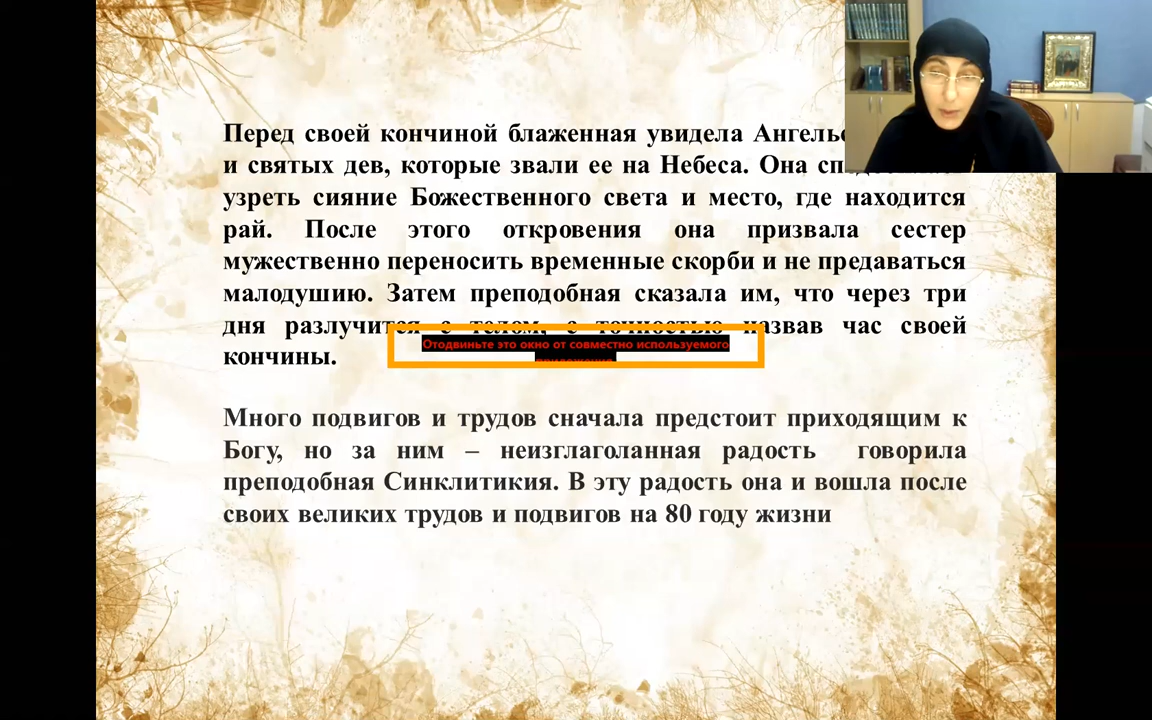 Перед своей кончиной блаженная увидела
и святых дев, которые звали ее на Небеса. Она
узреть сияние Божественного света и место, где находится
рай. После этого откровения она призвала сестер
мужественно переносить временные скорби и не предаваться
малодушию. Затем преподобная сказала им, что через три
дня разлучится с телом, с точностью назвав час своей
Отодвиньте это окно от совместно используемого
кончины.
Много подвигов и трудов сначала предстоит приходящим к
Богу, но за ним – неизглаголанная радость говорила
преподобная Синклитикия. В эту радость она и вошла после
своих великих трудов и подвигов на 80 году жизни